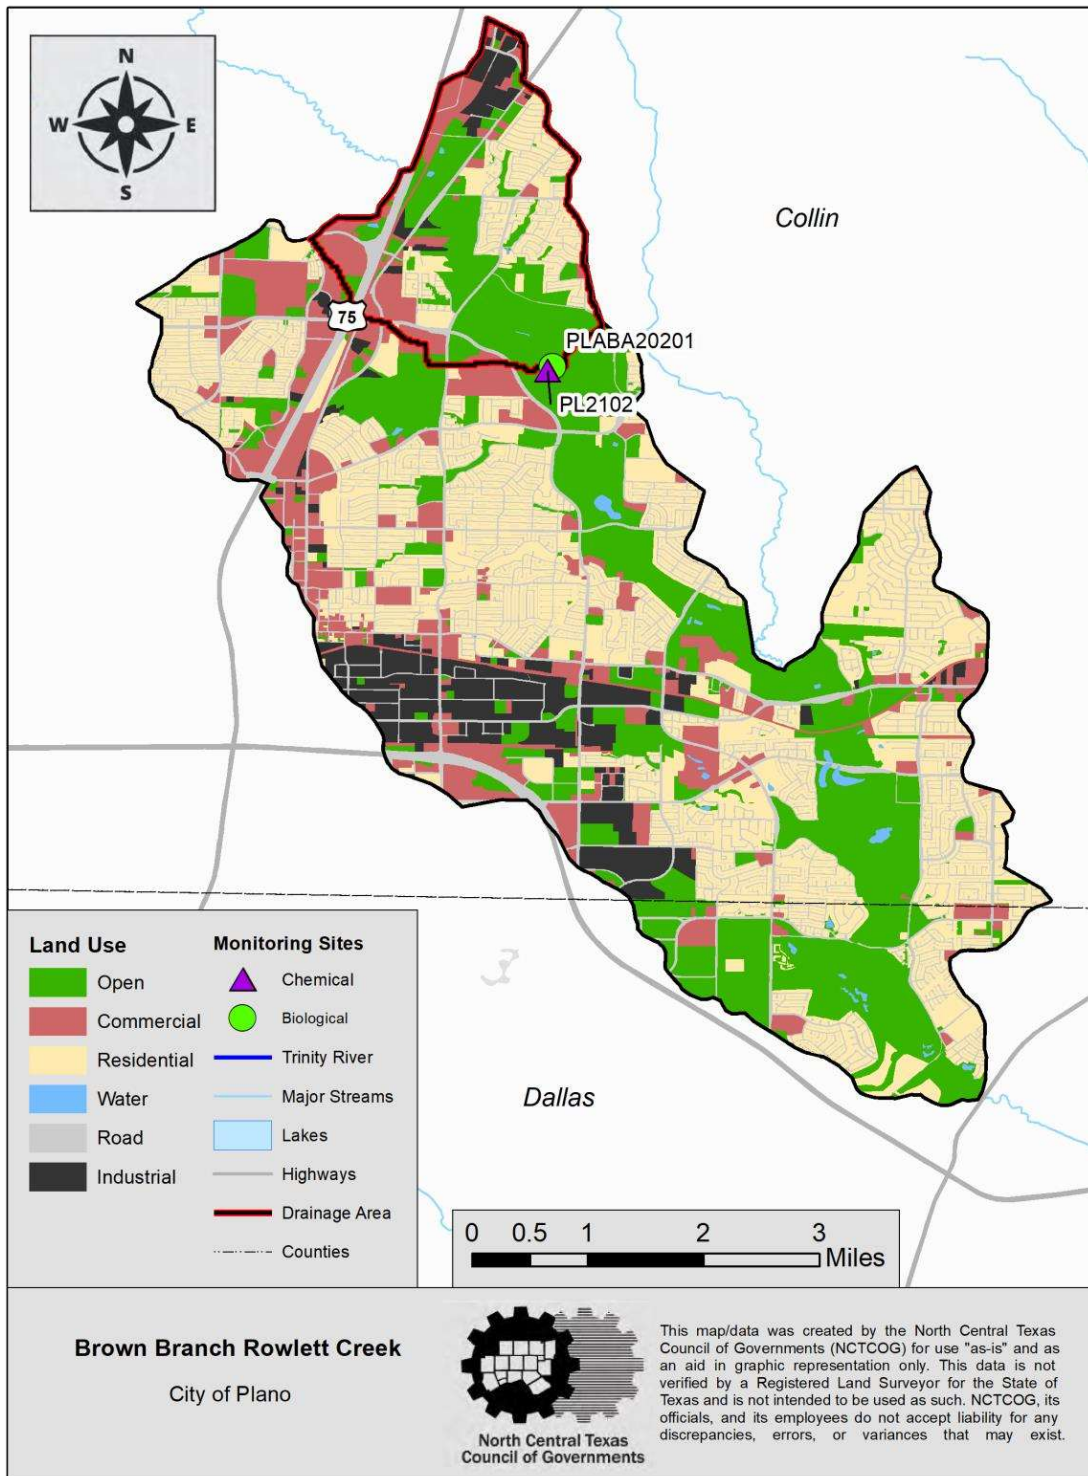 N
W E
S
Collin
75
PLABA20201
PL2102
Dallas
Land Use
Open
Commercial
Residential
Water
Road
Industrial
Monitoring Sites
Chemical
Biological
Trinity River
Major Streams
Lakes
Highways
Drainage Area
Counties
0 0.5 1 2 3
Miles
Brown Branch Rowlett Creek
City of Plano
North Central Texas
Council of Governments
This map/data was created by the North Central Texas
Council of Governments (NCTCOG) for use "as-is" and as
an aid in graphic representation only. This data is not
verified by a Registered Land Surveyor for the State of
Texas and is not intended to be used as such. NCTCOG, its
officials, and its employees do not accept liability for any
discrepancies, errors, or variances that may exist.